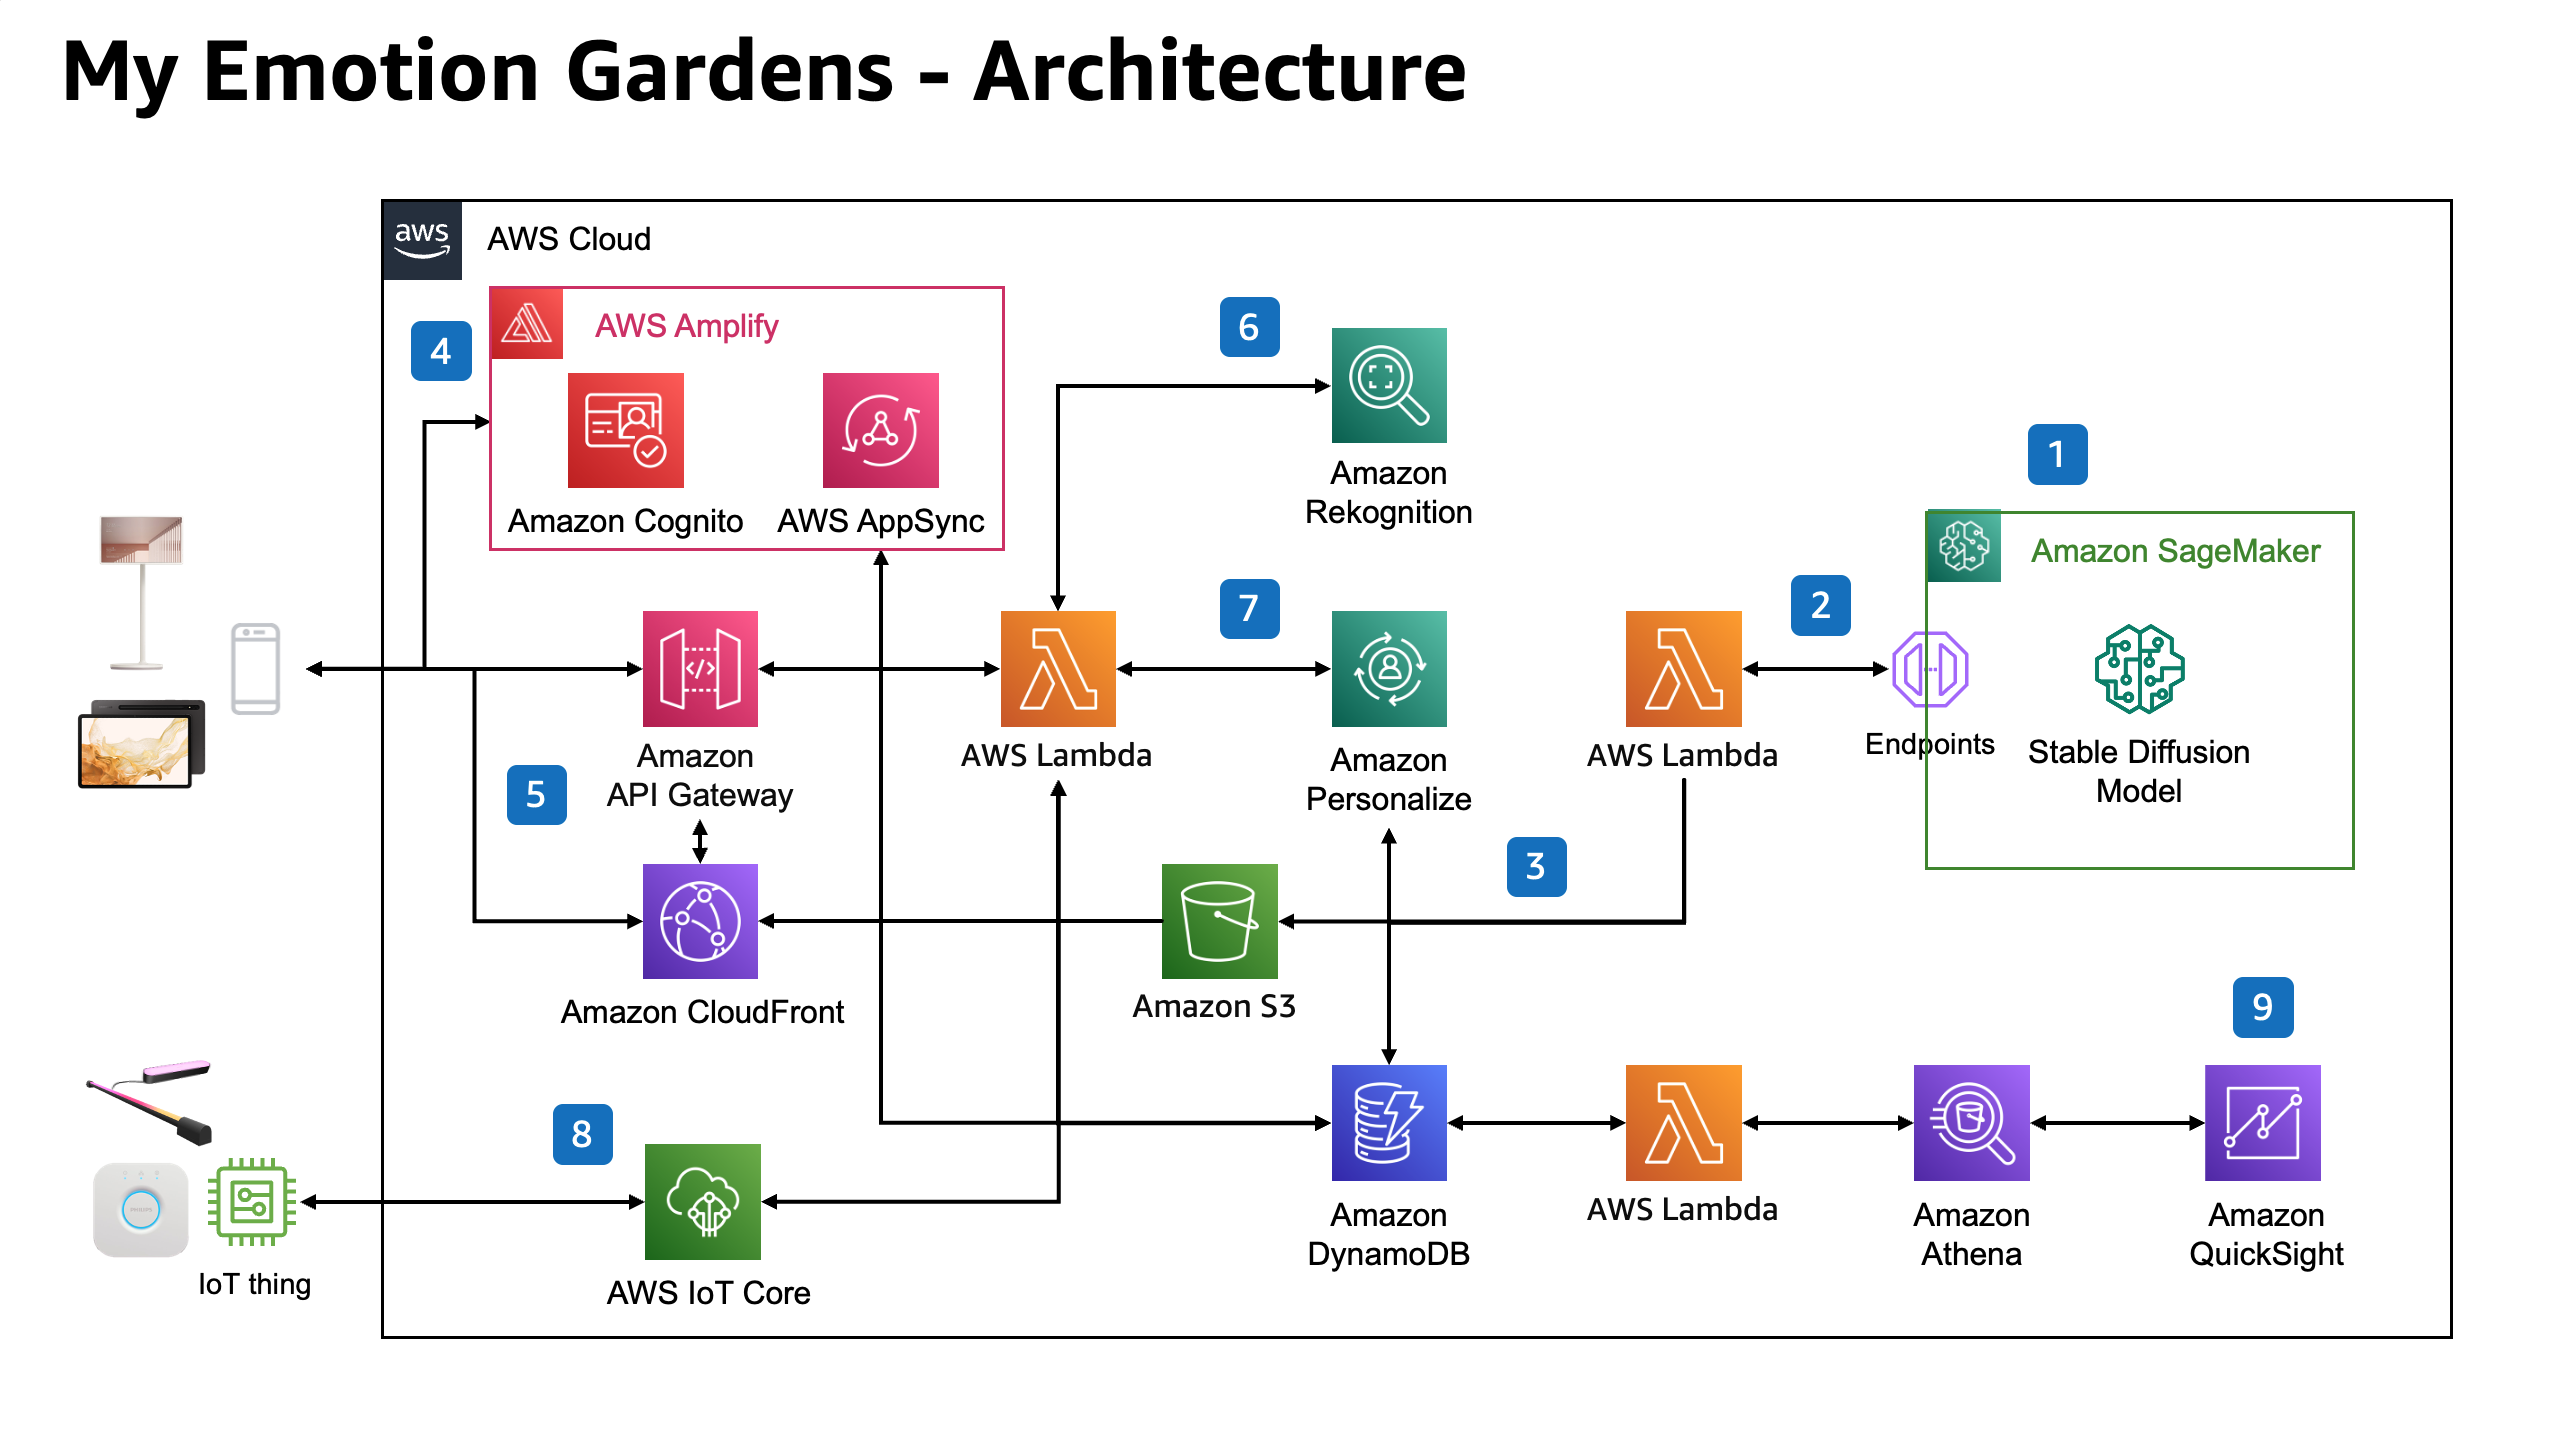 My Emotion Gardens - Architecture
aws
AWS Cloud
4
AWS Amplify
6
Amazon Cognito
AWS AppSync
Amazon
Rekognition
1
Amazon SageMaker
7
2
Endpoints
Stable Diffusion
Model
Amazon
API Gateway
AWS Lambda
Amazon
Personalize
AWS Lambda
5
3
Amazon CloudFront
Amazon S3
9
8
PHILIPS
IoT thing
AWS IoT Core
Amazon
DynamoDB
AWS Lambda
Amazon
Athena
Amazon
QuickSight